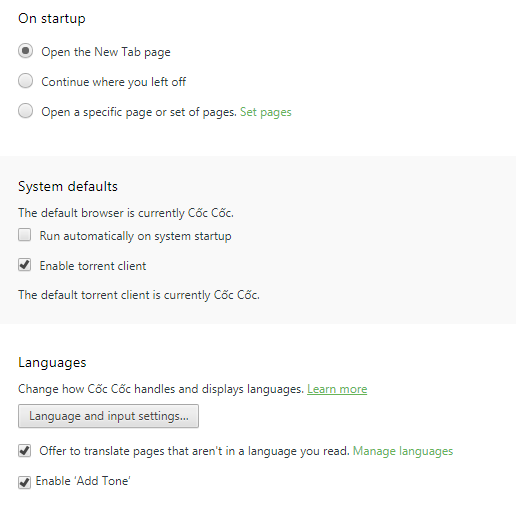 On startup
Open the New Tab page
Continue where you left off
Open a specific page or set of pages. Set pages
System defaults
The default browser is currently Cốc Cốc.
Run automatically on system startup
Enable torrent client
The default torrent client is currently Cốc Cốc.
Languages
Change how Cốc Cốc handles and displays languages. Learn more
Language and input settings...
Offer to translate pages that aren't in a language you read. Manage languages
Enable 'Add Tone'